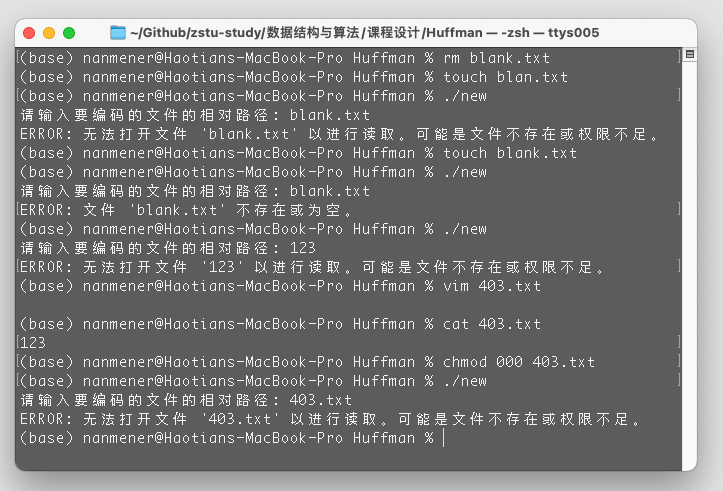 ~/Github/zstu-study/数据结构与算法/课程设计/Huffman — -zsh — ttys005
(base) nanmener@Haotians-MacBook-Pro Huffman % rm blank.txt
(base) nanmener@Haotians-MacBook-Pro Huffman % touch blan.txt
(base) nanmener@Haotians-MacBook-Pro Huffman % ./new
请输入要编码的文件的相对路径: blank.txt
ERROR: 无法打开文件 'blank.txt' 以进行读取。可能是文件不存在或权限不足。
(base) nanmener@Haotians-MacBook-Pro Huffman % touch blank.txt
(base) nanmener@Haotians-MacBook-Pro Huffman % ./new
请输入要编码的文件的相对路径: blank.txt
ERROR: 文件 'blank.txt' 不存在或为空。
(base) nanmener@Haotians-MacBook-Pro Huffman % ./new
请输入要编码的文件的相对路径: 123
ERROR: 无法打开文件 '123' 以进行读取。可能是文件不存在或权限不足。
(base) nanmener@Haotians-MacBook-Pro Huffman % vim 403.txt
(base) nanmener@Haotians-MacBook-Pro Huffman % cat 403.txt
123
(base) nanmener@Haotians-MacBook-Pro Huffman % chmod 000 403.txt
(base) nanmener@Haotians-MacBook-Pro Huffman % ./new
请输入要编码的文件的相对路径: 403.txt
ERROR: 无法打开文件 '403.txt' 以进行读取。可能是文件不存在或权限不足。
(base) nanmener@Haotians-MacBook-Pro Huffman %